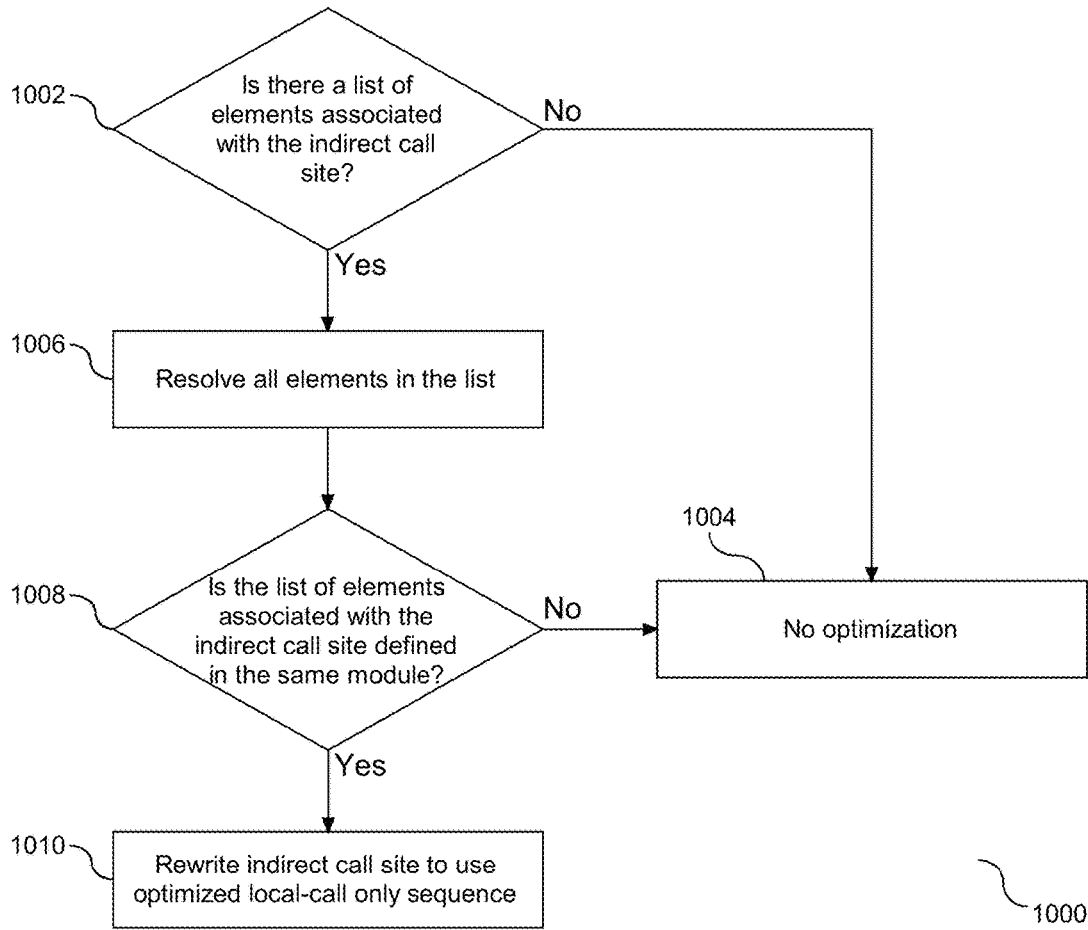 1002
Is there a list of
elements associated
with the indirect call
site?
No
Yes
1006
Resolve all elements in the list
1008
Is the list of elements
associated with the
indirect call site defined
in the same module?
No
1004
No optimization
Yes
1010
Rewrite indirect call site to use
optimized local-call only sequence
1000